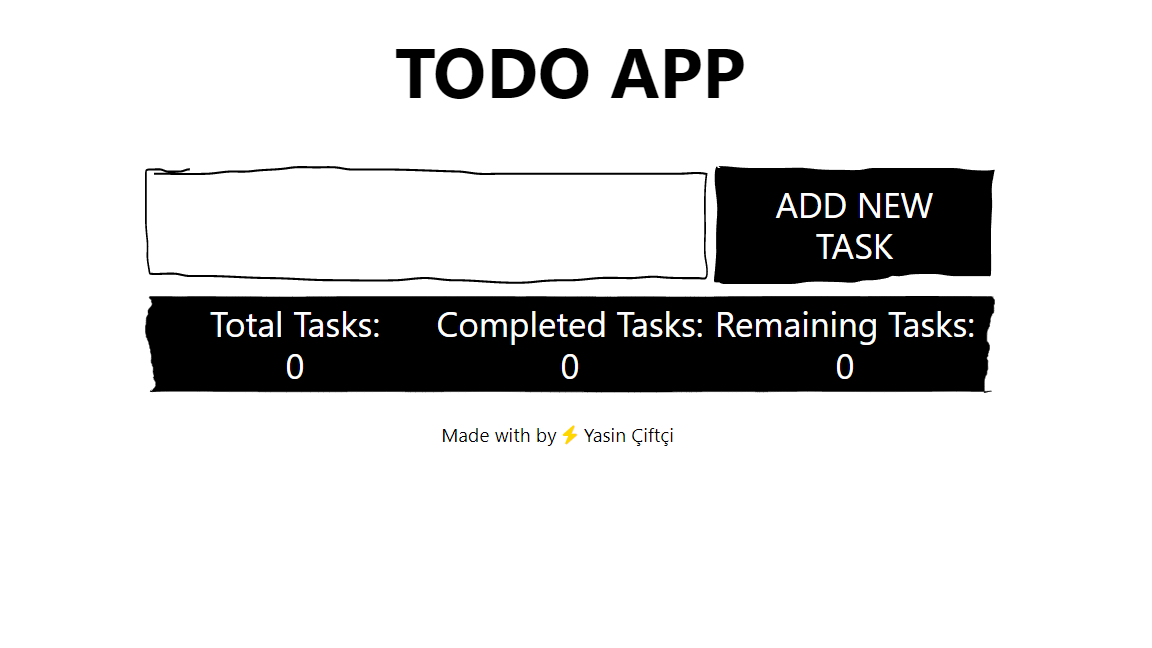 TODO APP
ADD NEW
TASK
Total Tasks:
0
Completed Tasks:
0
Remaining Tasks:
0
Made with by ⚡ Yasin Çiftçi